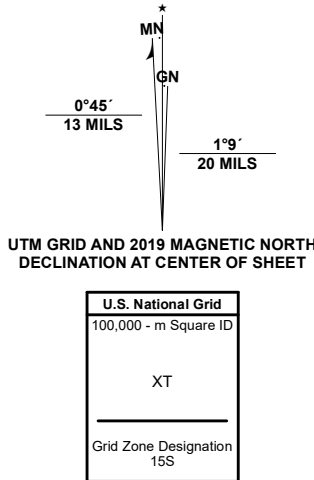 ★
MN
GN
0°45´
13 MILS
1°9´
20 MILS
UTM GRID AND 2019 MAGNETIC NORTH
DECLINATION AT CENTER OF SHEET
U.S. National Grid
100,000 - m Square ID
XT
Grid Zone Designation
15S